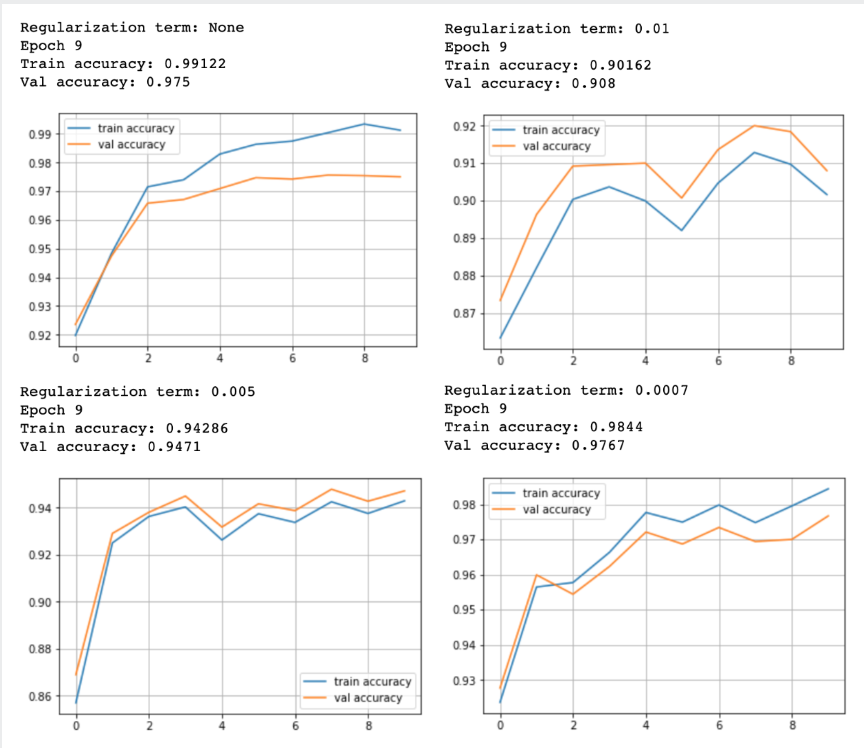 Regularization term: None
Epoch 9
Train accuracy: 0.99122
Val accuracy: 0.975
train accuracy
val accuracy
0.99
0.98
0.97
0.96
0.95
0.94
0.93
0.92
0 2 4 6 8
Regularization term: 0.01
Epoch 9
Train accuracy: 0.90162
Val accuracy: 0.908
train accuracy
val accuracy
0.92
0.91
0.90
0.89
0.88
0.87
0 2 4 6 8
Regularization term: 0.005
Epoch 9
Train accuracy: 0.94286
Val accuracy: 0.9471
0.94
0.92
0.90
0.88
0.86
train accuracy
val accuracy
0 2 4 6 8
Regularization term: 0.0007
Epoch 9
Train accuracy: 0.9844
Val accuracy: 0.9767
train accuracy
val accuracy
0.98
0.97
0.96
0.95
0.94
0.93
0 2 4 6 8